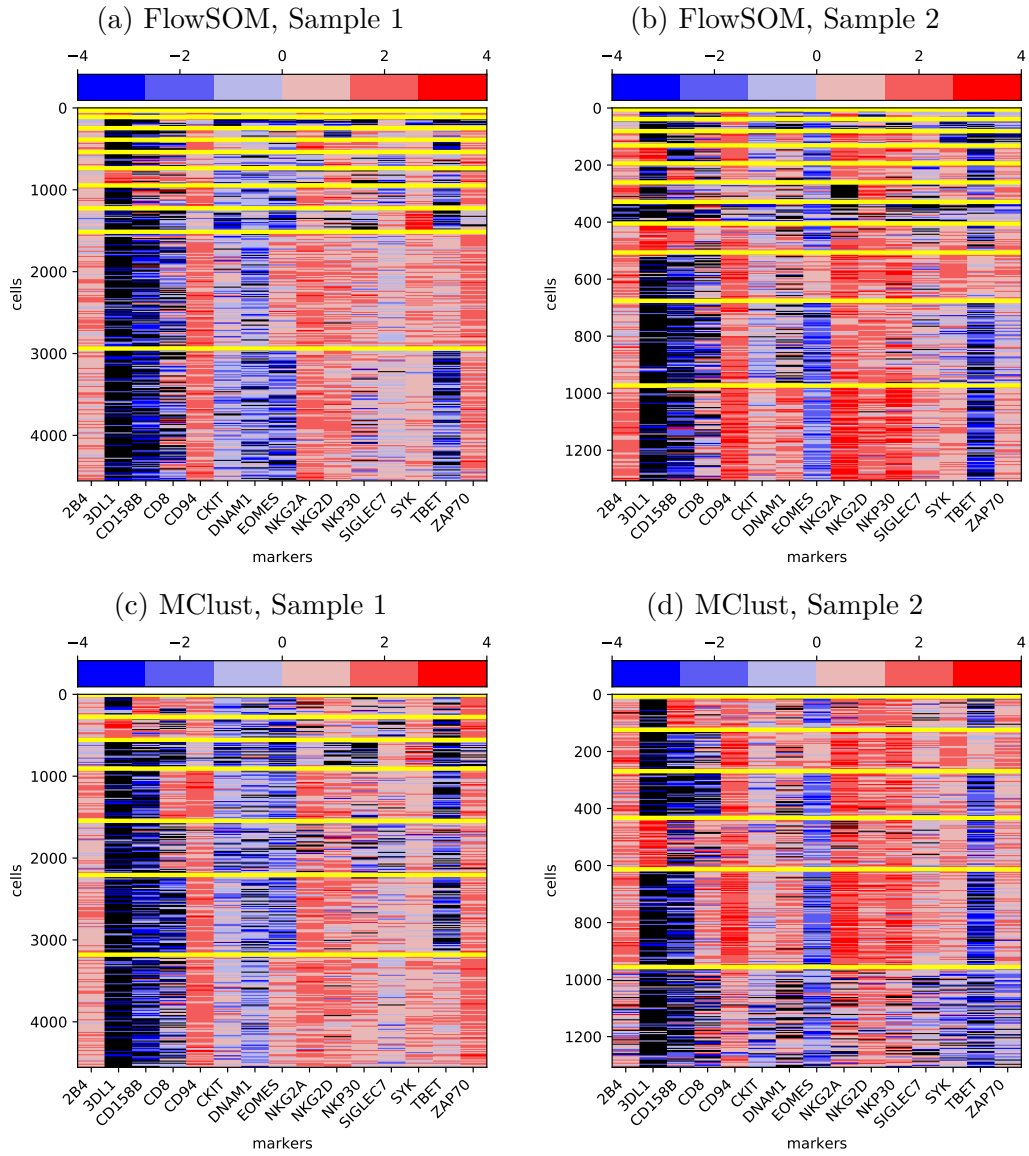 (a) FlowSOM, Sample 1
−4 −2 0 2 4
0
1000
2000
3000
4000
cells
2B4 3DL1 CD158B CD8 CD94 CKIT DNAM1 EOMES NKG2A NKG2D NKP30 SIGLEC7 SYK TBET ZAP70
markers
(b) FlowSOM, Sample 2
−4 −2 0 2 4
0
200
400
600
800
1000
1200
cells
2B4 3DL1 CD158B CD8 CD94 CKIT DNAM1 EOMES NKG2A NKG2D NKP30 SIGLEC7 SYK TBET ZAP70
markers
(c) MClust, Sample 1
−4 −2 0 2 4
0
1000
2000
3000
4000
cells
2B4 3DL1 CD158B CD8 CD94 CKIT DNAM1 EOMES NKG2A NKG2D NKP30 SIGLEC7 SYK TBET ZAP70
markers
(d) MClust, Sample 2
−4 −2 0 2 4
0
200
400
600
800
1000
1200
cells
2B4 3DL1 CD158B CD8 CD94 CKIT DNAM1 EOMES NKG2A NKG2D NKP30 SIGLEC7 SYK TBET ZAP70
markers